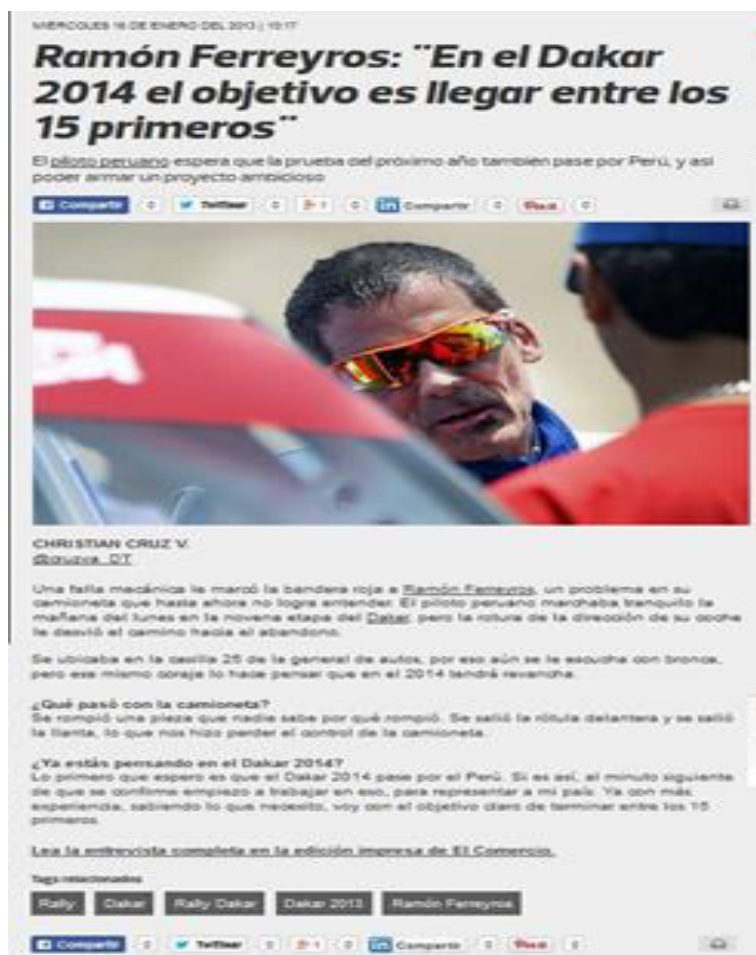 MIÉRCOLES 16 DE ENERO DEL 2013 | 10:17
Ramón Ferreyros: ¨En el Dakar
2014 el objetivo es llegar entre los
15 primeros¨
El piloto peruano espera que la prueba del próximo año también pase por Perú, y así
poder armar un proyecto ambicioso
Compartir 0 Twittear 0 1 0 in Compartir 0 Pin it 0
CHRISTIAN CRUZ V.
Una falla mecánica le marcó la bandera roja a Ramón Ferreyros, un problema en su
camioneta que hasta ahora no logra entender. El piloto peruano marchaba tranquilo la
mañana del lunes en la novena etapa del Dakar, pero la rotura de la dirección de su coche
le desvió el camino hacia el abandono.
Se ubicaba en la casilla 25 de la general de autos, por eso aún se le escucha con bronca,
pero ese mismo coraje lo hace pensar que en el 2014 tendrá revancha.
¿Qué pasó con la camioneta?
Se rompió una pieza que nadie sabe por qué rompió. Se salió la rótula delantera y se salió
la llanta, lo que nos hizo perder el control de la camioneta.
¿Ya estás pensando en el Dakar 2014?
Lo primero que espero es que el Dakar 2014 pase por el Perú. Si es así, al minuto siguiente
de que se confirme empiezo a trabajar en eso, para representar a mi país. Ya con más
experiencia, sabiendo lo que necesito, voy con el objetivo claro de terminar entre los 15
primeros.
Lea la entrevista completa en la edición impresa de El Comercio.
Tags relacionados
Rally Dakar Rally Dakar Dakar 2013 Ramón Ferreyros
Compartir 0 Twittear 0 1 0 in Compartir 0 Pin it 0